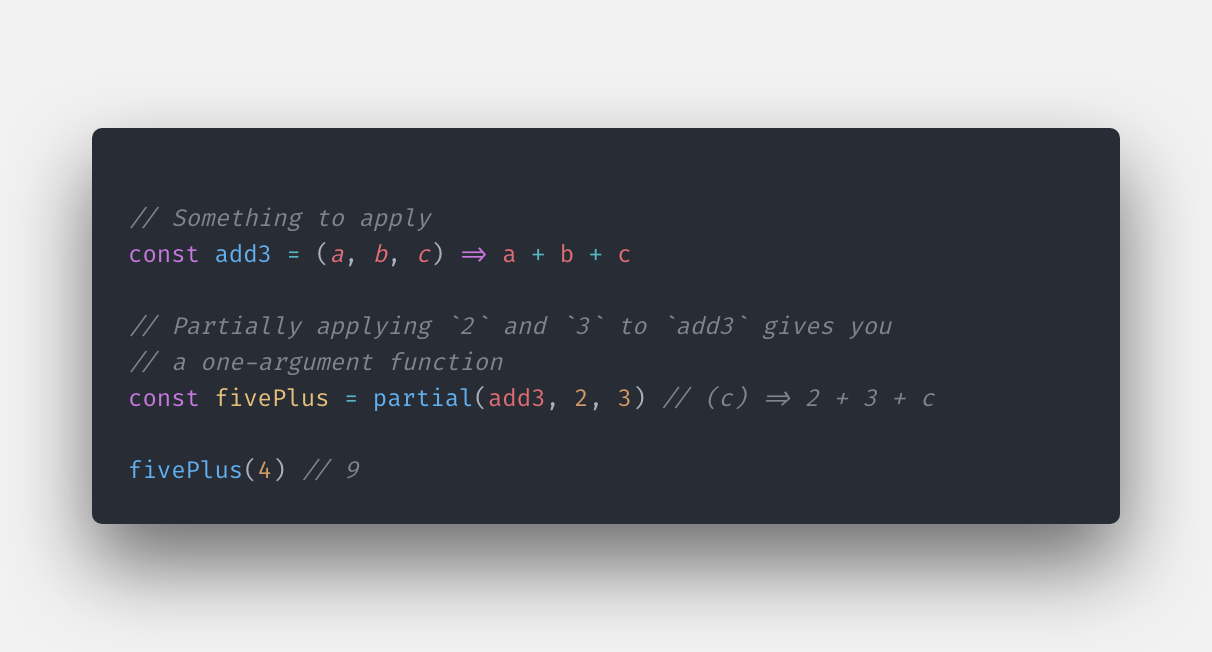 // Something to apply
const add3 = (a, b, c) => a + b + c
// Partially applying `2` and `3` to `add3` gives you
// a one-argument function
const fivePlus = partial(add3, 2, 3) // (c) => 2 + 3 + c
fivePlus(4) // 9